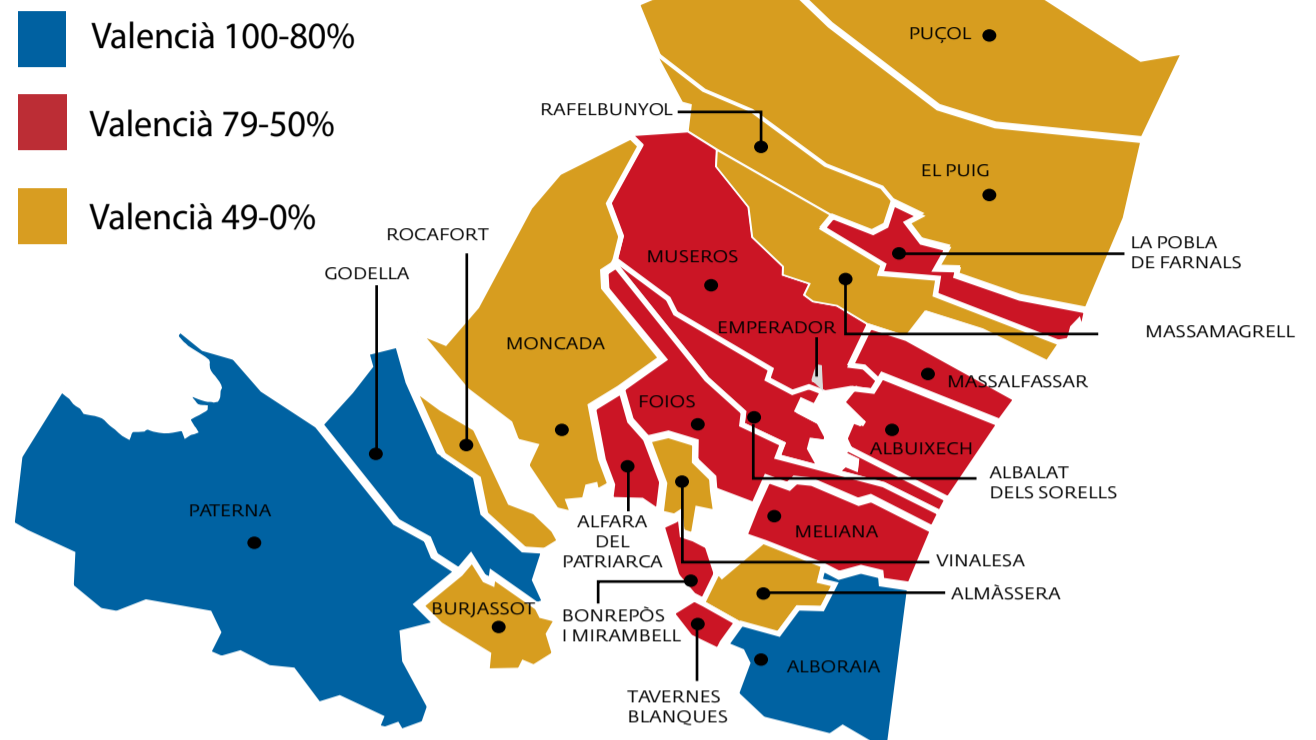 Valencià 100-80%
Valencià 79-50%
Valencià 49-0%
PUÇOL
RAFELBUNYOL
EL PUIG
ROCAFORT
LA POBLA
DE FARNALS
GODELLA
MUSEROS
EMPERADOR
MASSAMAGRELL
MONCADA
MASSALFASSAR
FOIOS
ALBUIXECH
ALBALAT
DELS SORELLS
PATERNA
ALFARA
DEL
PATRIARCA
MELIANA
VINALESA
ALMÀSSERA
BURJASSOT
BONREPÒS
I MIRAMBELL
ALBORAIA
TAVERNES
BLANQUES